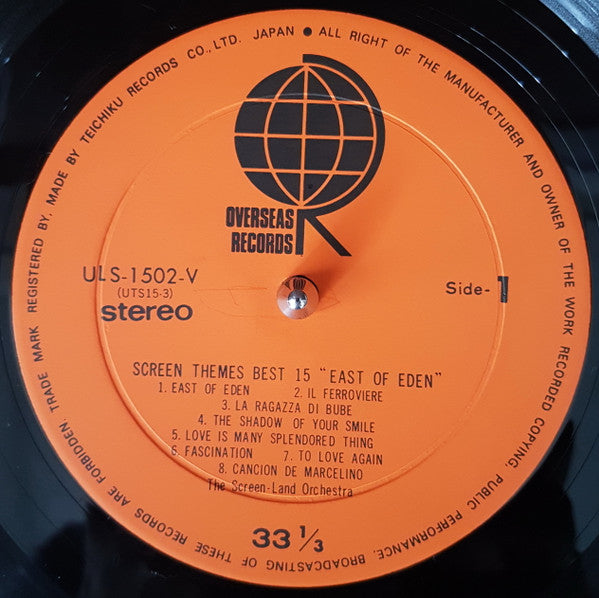 TRADE MARK REGISTERED BY, MADE BY TEICHIKU RECORDS CO., LTD. JAPAN ● ALL RIGHT OF THE MANUFACTURER AND OWNER OF THE WORK RECORDED COPYING, PUBLIC PERFORMANCE, BROADCASTING OF THESE RECORDS ARE FORBIDDEN
OVERSEAS
RECORDS
ULS-1502-V
(UTS15-3)
stereo
Side-1
SCREEN THEMES BEST 15 "EAST OF EDEN"
1. EAST OF EDEN 2. IL FERROVIERE
3. LA RAGAZZA DI BUBE
4. THE SHADOW OF YOUR SMILE
5. LOVE IS MANY SPLENDORED THING
6. FASCINATION 7. TO LOVE AGAIN
8. CANCION DE MARCELINO
The Screen-Land Orchestra
33 1/3